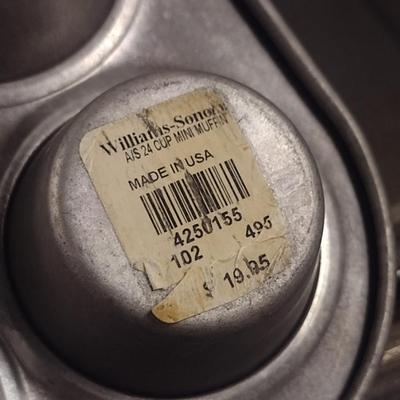 Williams-Sonoma
A/S 24 CUP MINI MUFFIN
MADE IN USA
4250155
102 495
$ 19.95